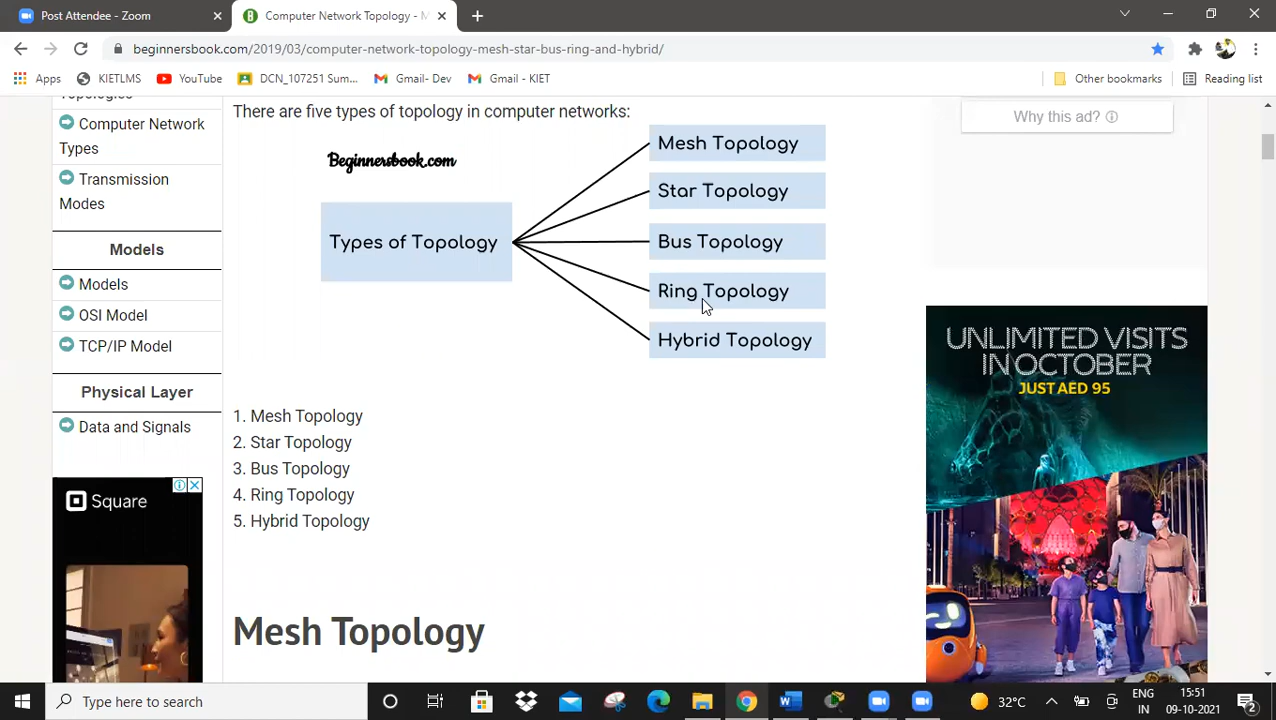 Post Attendee - Zoom
Computer Network Topology - M
beginnersbook.com/2019/03/computer-network-topology-mesh-star-bus-ring-and-hybrid/
Apps
KIETLMS
YouTube
DCN_107251 Sum...
Gmail- Dev
Gmail - KIET
Other bookmarks
Reading list
Topologies
Computer Network
Types
Transmission
Modes
Models
Models
OSI Model
TCP/IP Model
Physical Layer
Data and Signals
Square
There are five types of topology in computer networks:
Beginnersbook.com
Types of Topology
Mesh Topology
Star Topology
Bus Topology
Ring Topology
Hybrid Topology
1. Mesh Topology
2. Star Topology
3. Bus Topology
4. Ring Topology
5. Hybrid Topology
Mesh Topology
Why this ad?
UNLIMITED VISITS
IN OCTOBER
JUST AED 95
Type here to search
32°C
ENG
IN
15:51
09-10-2021
2